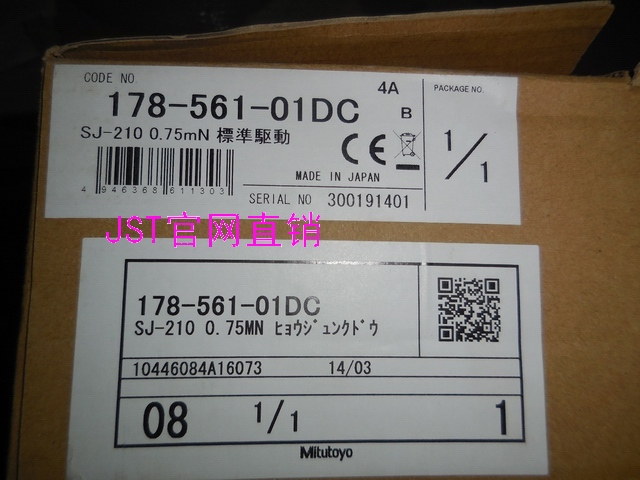 CODE NO.
178-561-01DC
4A
B
PACKAGE NO.
SJ-210 0.75mN 標準駆動
CE
1/1
4 946368 611303
MADE IN JAPAN
SERIAL NO 300191401
JST官网直销
178-561-01DC
SJ-210 0.75MN ﾋｮｳｼﾞｭﾝｸﾄﾞｳ
10446084A16073 14/03
08 1/1 1
Mitutoyo